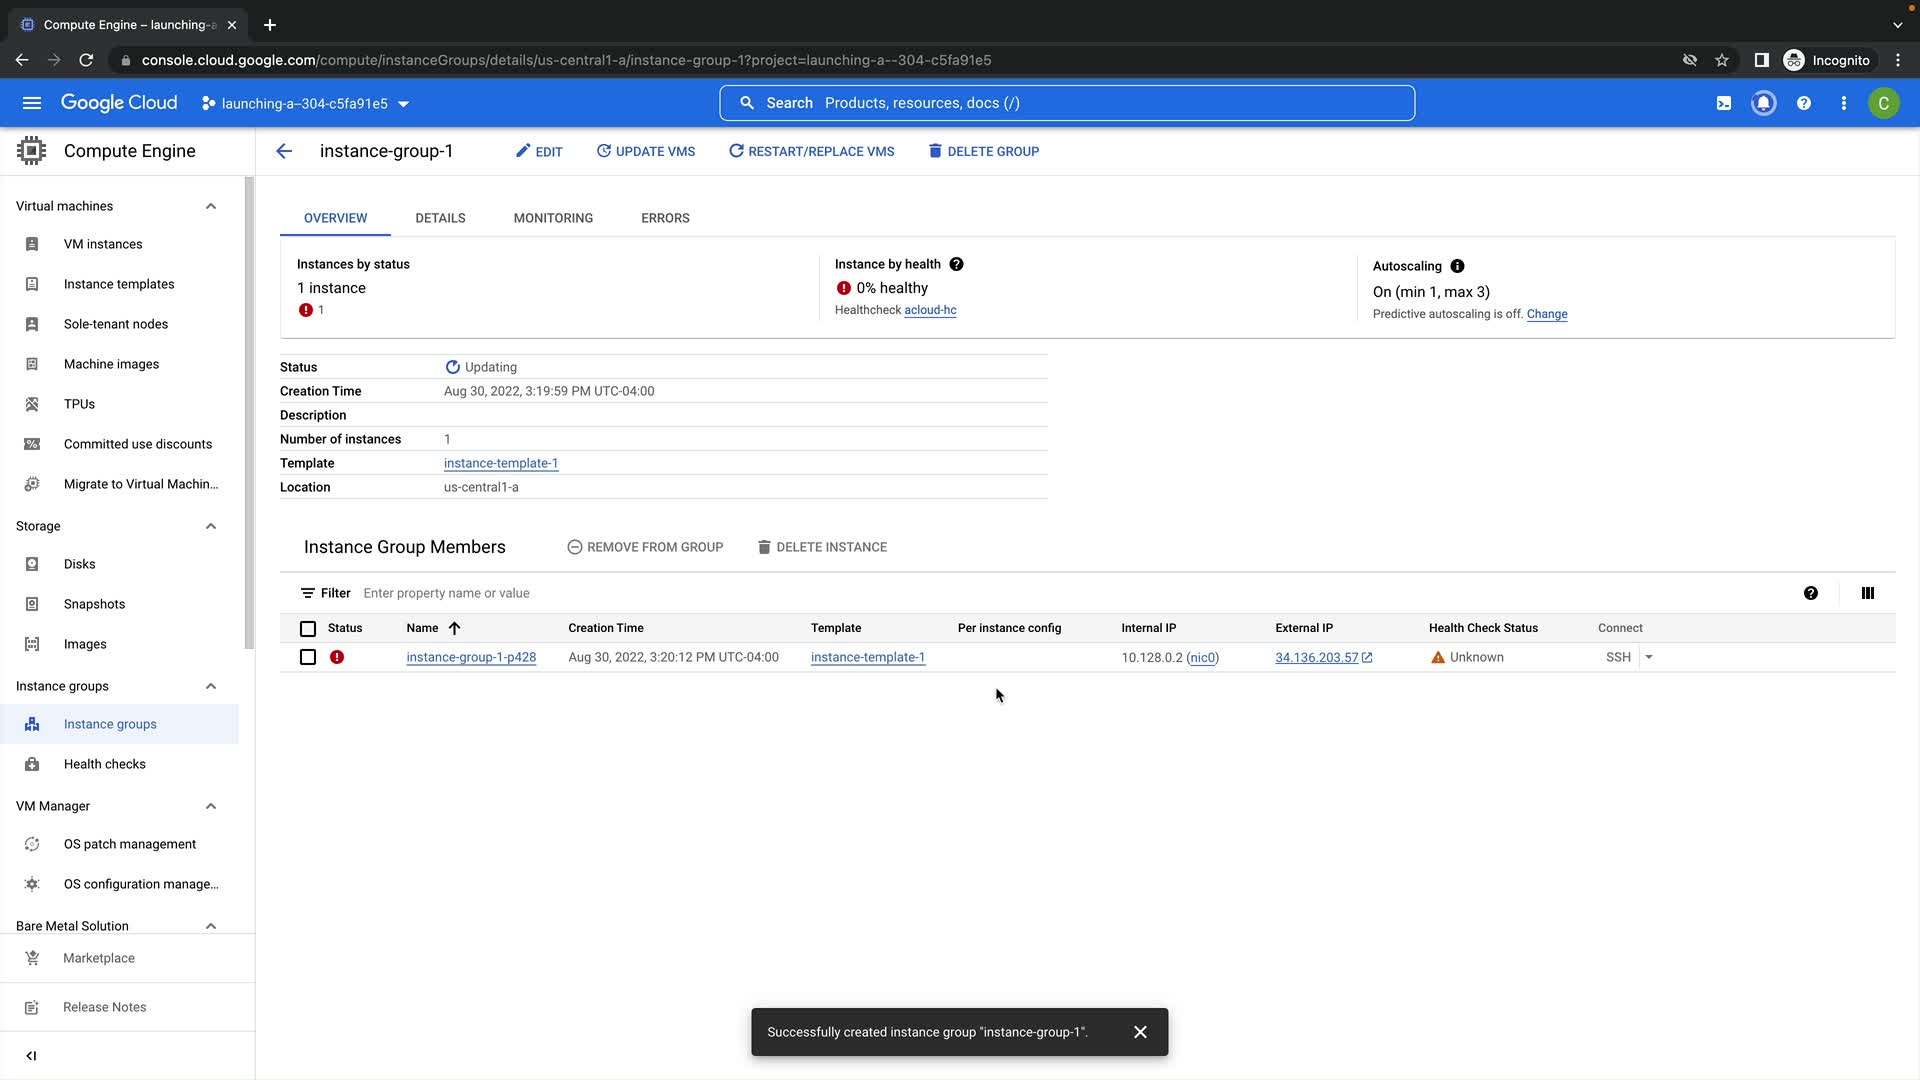 Compute Engine – launching-a
console.cloud.google.com/compute/instanceGroups/details/us-central1-a/instance-group-1?project=launching-a--304-c5fa91e5
Incognito
Google Cloud
launching-a--304-c5fa91e5
Search Products, resources, docs (/)
C
Compute Engine
instance-group-1
EDIT
UPDATE VMS
RESTART/REPLACE VMS
DELETE GROUP
Virtual machines
VM instances
Instance templates
Sole-tenant nodes
Machine images
TPUs
Committed use discounts
Migrate to Virtual Machin...
Storage
Disks
Snapshots
Images
Instance groups
Instance groups
Health checks
VM Manager
OS patch management
OS configuration manage...
Bare Metal Solution
Marketplace
Release Notes
OVERVIEW
DETAILS
MONITORING
ERRORS
Instances by status
1 instance
1
Instance by health
0% healthy
Healthcheck acloud-hc
Autoscaling
On (min 1, max 3)
Predictive autoscaling is off. Change
Status Updating
Creation Time Aug 30, 2022, 3:19:59 PM UTC-04:00
Description
Number of instances 1
Template instance-template-1
Location us-central1-a
Instance Group Members
REMOVE FROM GROUP
DELETE INSTANCE
Filter Enter property name or value
Status Name Creation Time Template Per instance config Internal IP External IP Health Check Status Connect
instance-group-1-p428 Aug 30, 2022, 3:20:12 PM UTC-04:00 instance-template-1 10.128.0.2 (nic0) 34.136.203.57 Unknown SSH
Successfully created instance group "instance-group-1".